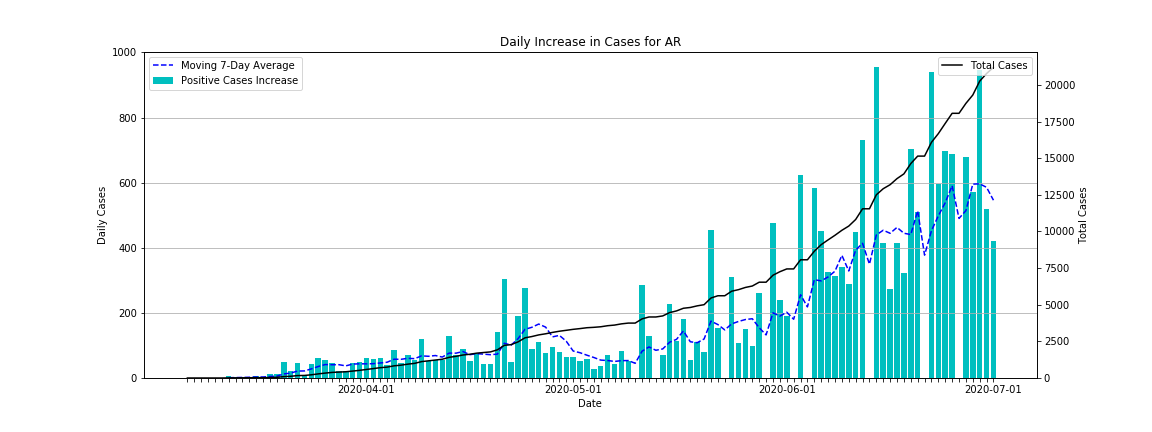 Daily Increase in Cases for AR
Moving 7-Day Average
Positive Cases Increase
Total Cases
1000
800
600
400
200
0
Daily Cases
20000
17500
15000
12500
10000
7500
5000
2500
0
Total Cases
2020-04-01
2020-05-01
2020-06-01
2020-07-01
Date